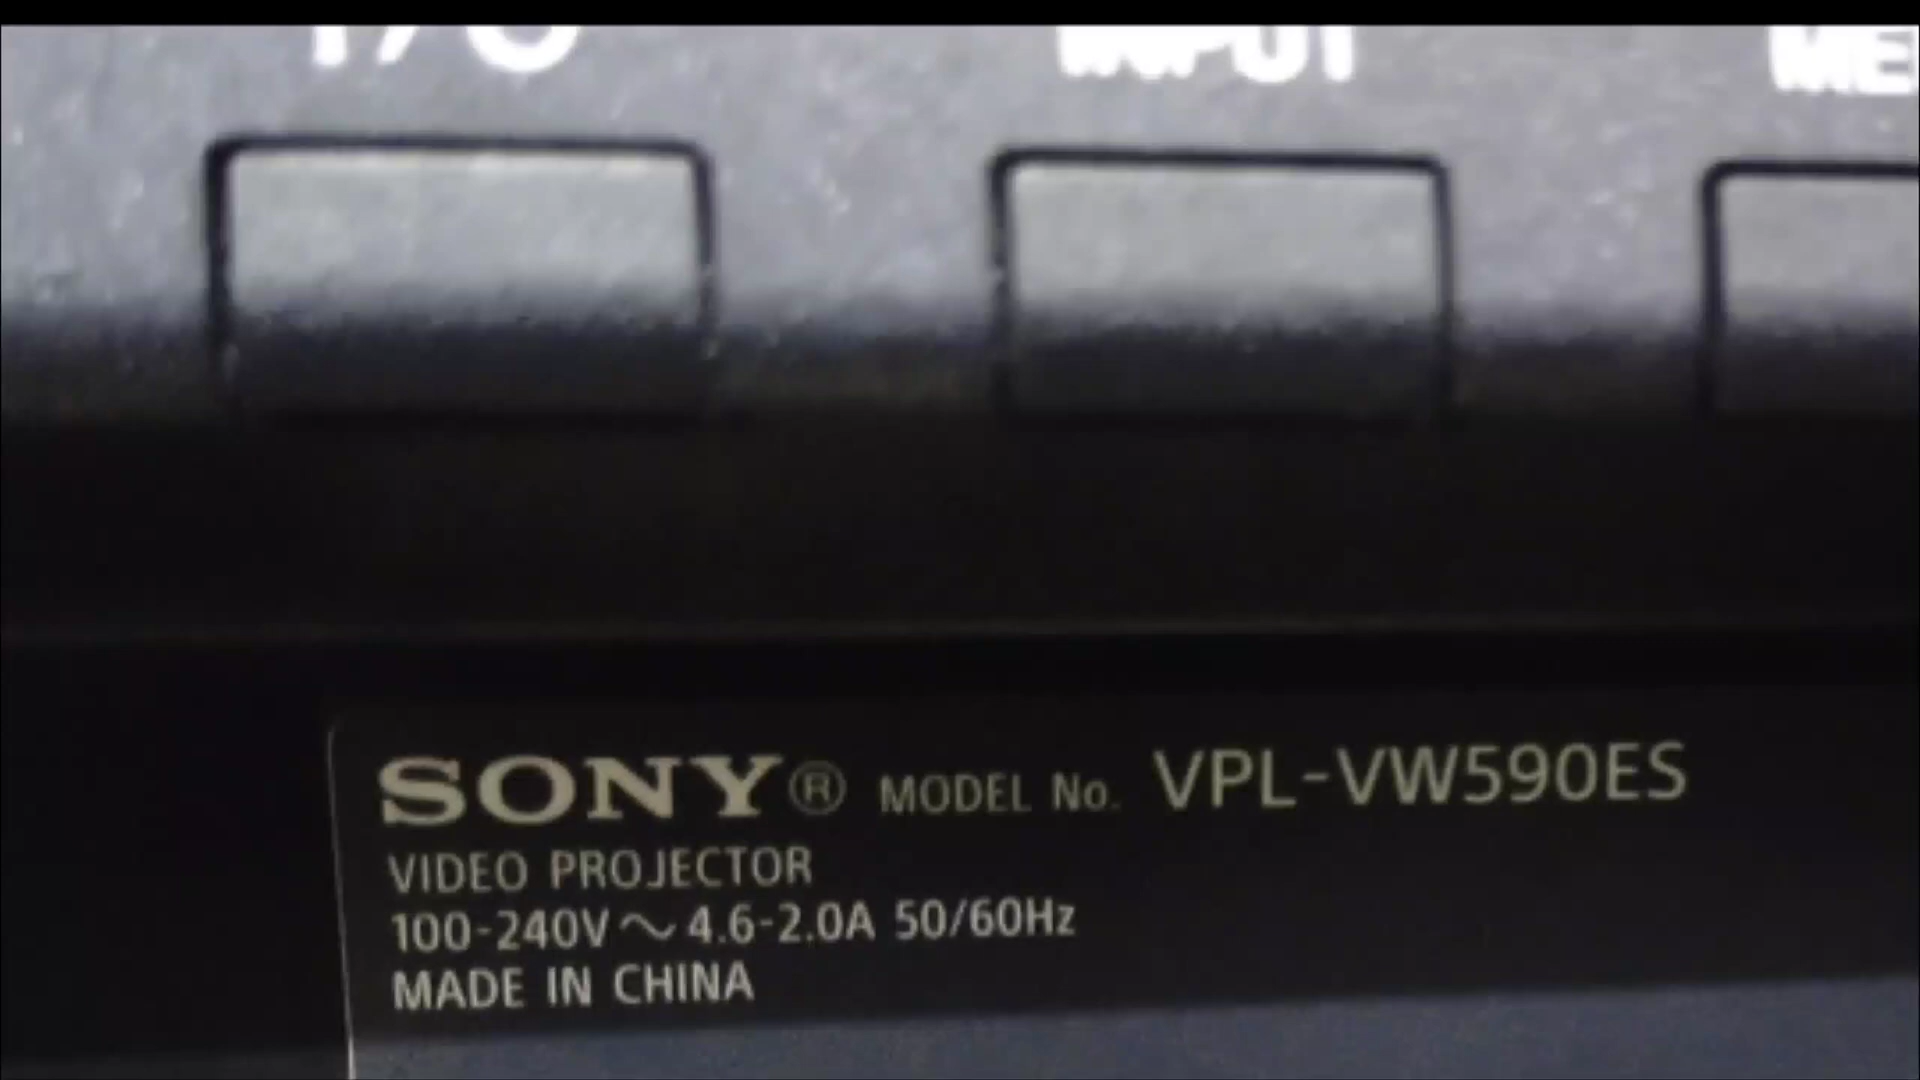 I/O INPUT ME
SONY® MODEL No. VPL-VW590ES
VIDEO PROJECTOR
100-240V～4.6-2.0A 50/60Hz
MADE IN CHINA